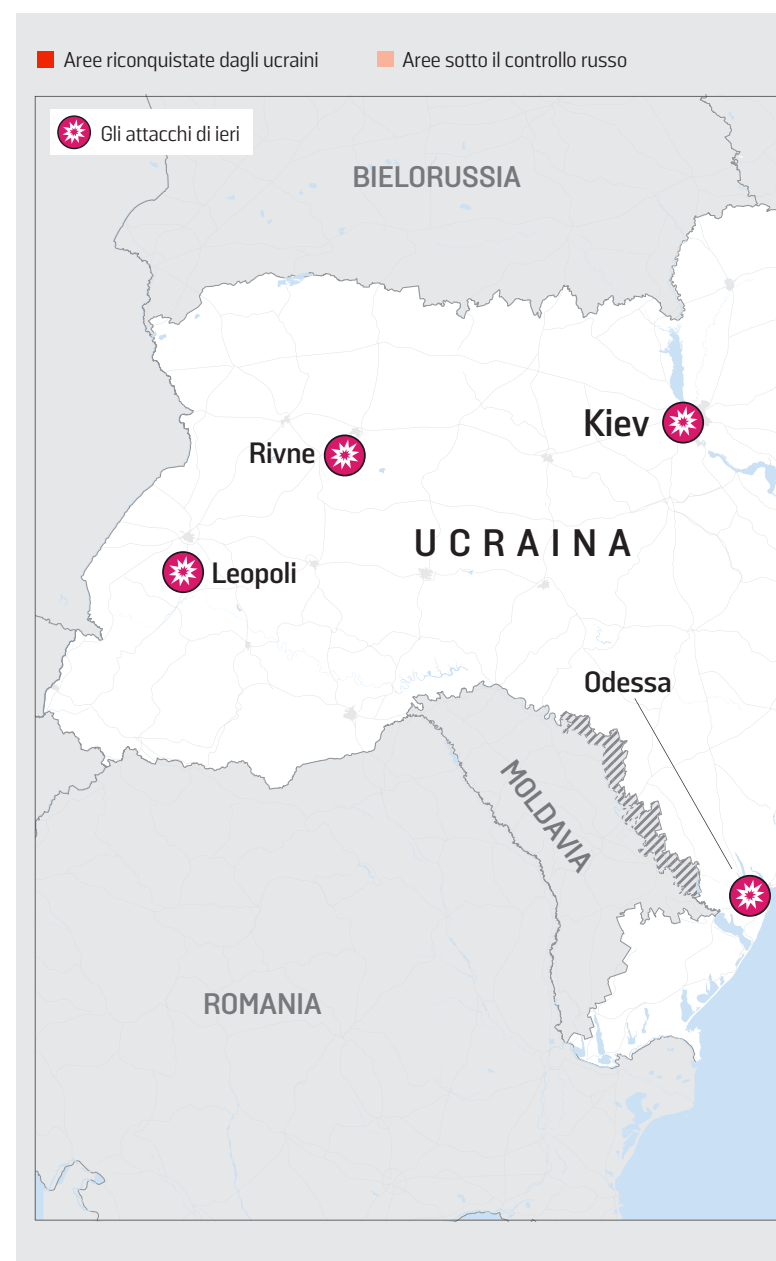 Aree riconquistate dagli ucraini
Aree sotto il controllo russo
Gli attacchi di ieri
BIELORUSSIA
Kiev
Rivne
UCRAINA
Leopoli
Odessa
MOLDAVIA
ROMANIA